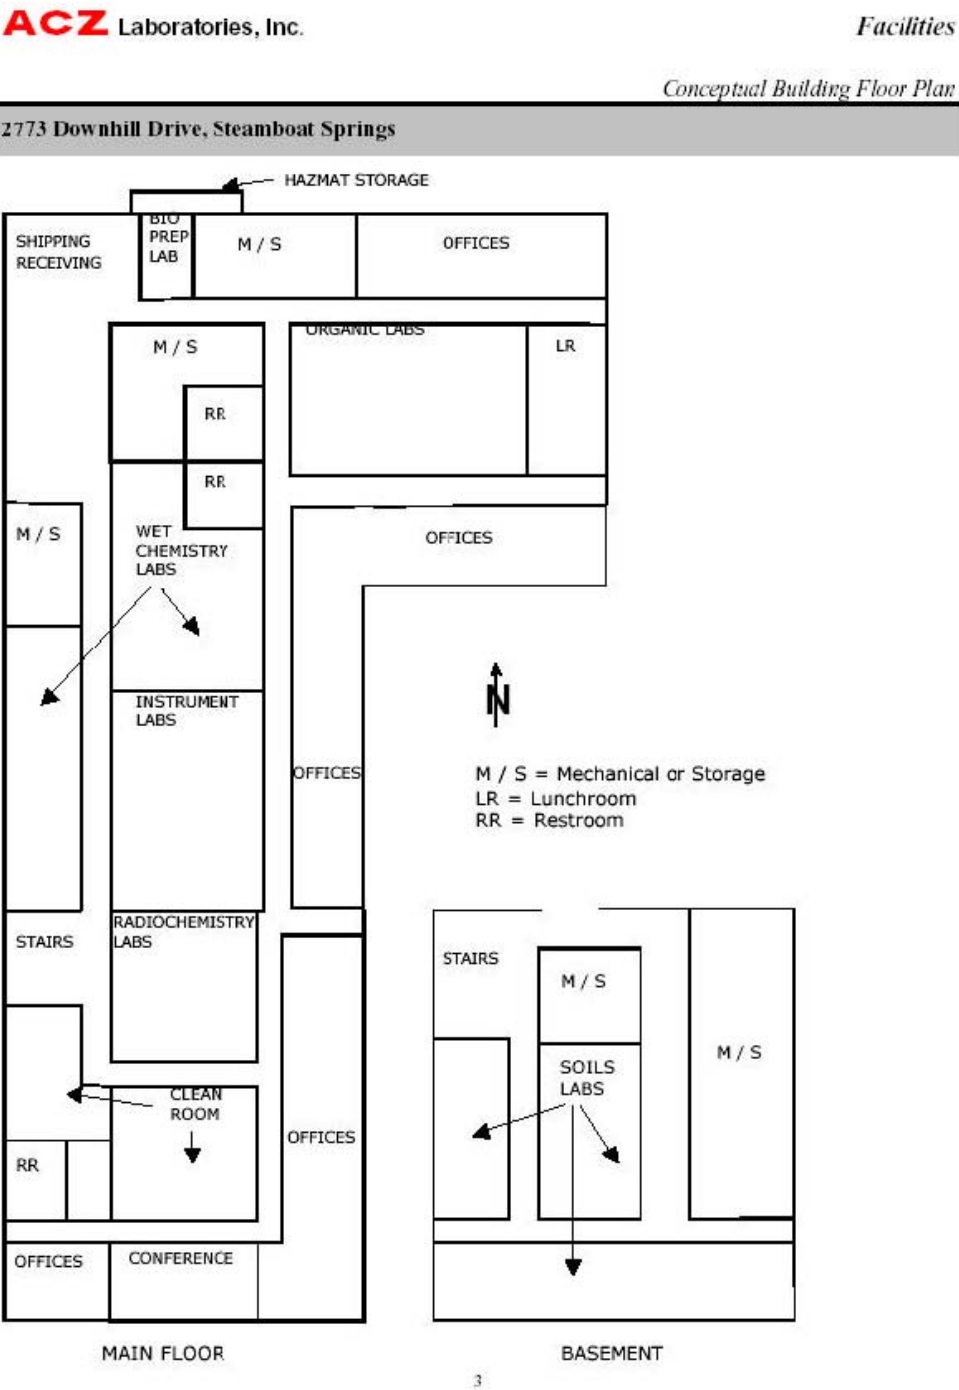 ACZ Laboratories, Inc.
Facilities
Conceptual Building Floor Plan
2773 Downhill Drive, Steamboat Springs
HAZMAT STORAGE
SHIPPING
RECEIVING
BIO
PREP
LAB
M / S
OFFICES
M / S
ORGANIC LABS
LR
RR
RR
M / S
WET
CHEMISTRY
LABS
OFFICES
INSTRUMENT
LABS
N
OFFICES
M / S = Mechanical or Storage
LR = Lunchroom
RR = Restroom
STAIRS
RADIOCHEMISTRY
LABS
STAIRS
M / S
M / S
SOILS
LABS
CLEAN
ROOM
OFFICES
RR
OFFICES
CONFERENCE
MAIN FLOOR
BASEMENT
3